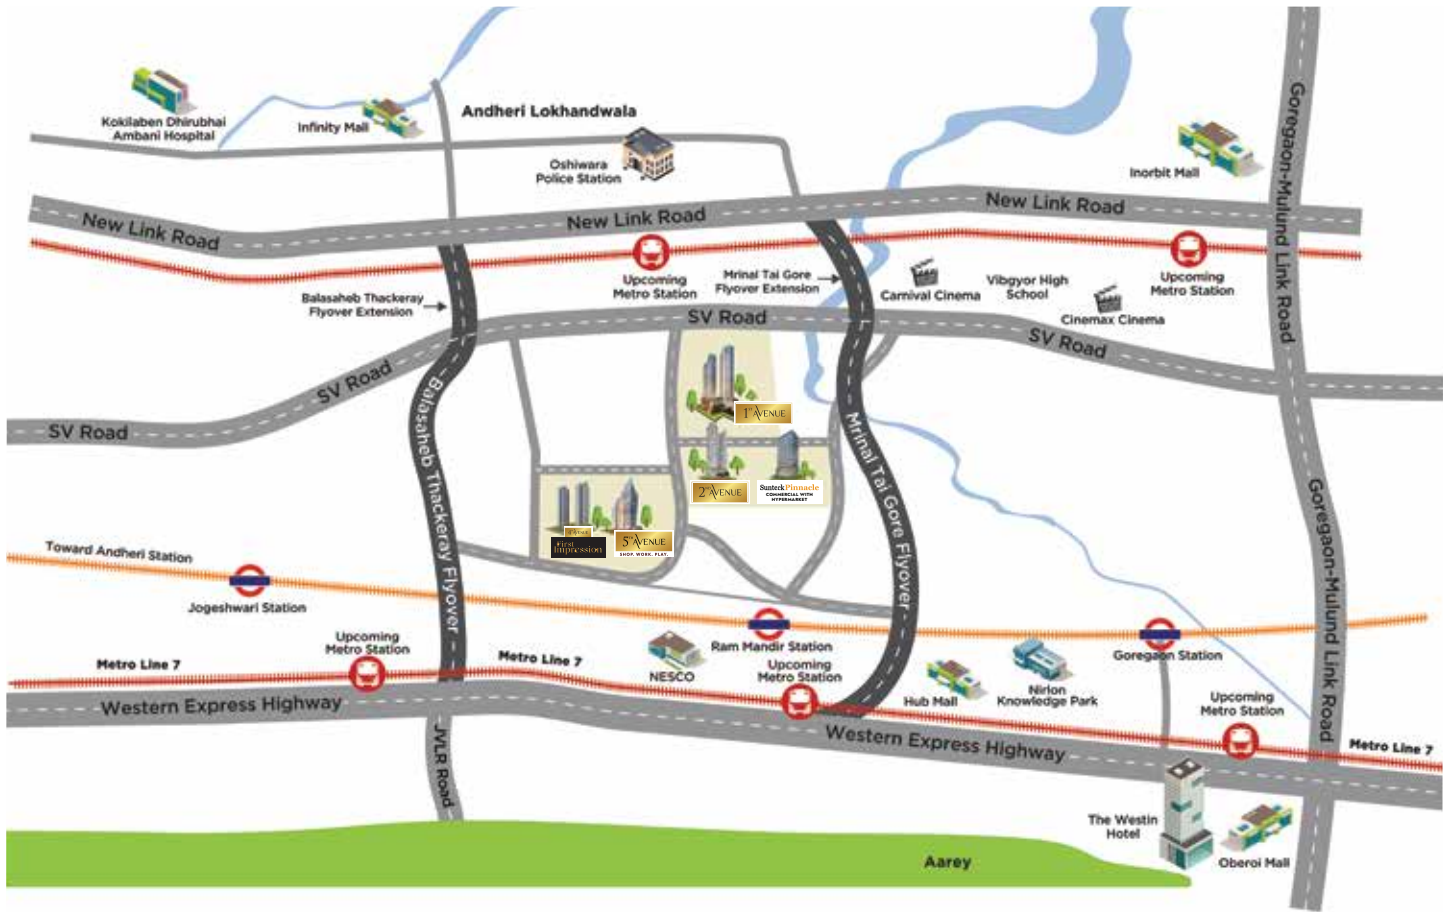 Kokilaben Dhirubhai
Ambani Hospital
Infinity Mall
Andheri Lokhandwala
Oshiwara
Police Station
Inorbit Mall
Goregaon-Mulund Link Road
New Link Road
New Link Road
New Link Road
Upcoming
Metro Station
Mrinal Tai Gore
Flyover Extension
Carnival Cinema
Vibgyor High
School
Upcoming
Metro Station
Balasaheb Thackeray
Flyover Extension
Cinemax Cinema
SV Road
SV Road
SV Road
SV Road
1ST AVENUE
Balasaheb Thackeray Flyover
Mrinal Tai Gore Flyover
2ND AVENUE
Sunteck Pinnacle
COMMERCIAL WITH
HYPERMARKET
First
Impression
5TH AVENUE
SHOP. WORK. PLAY.
Goregaon-Mulund Link Road
Toward Andheri Station
Jogeshwari Station
Ram Mandir Station
Goregaon Station
Upcoming
Metro Station
Metro Line 7
Metro Line 7
NESCO
Upcoming
Metro Station
Hub Mall
Nirlon
Knowledge Park
Upcoming
Metro Station
Western Express Highway
Western Express Highway
Metro Line 7
JVLR Road
The Westin
Hotel
Oberoi Mall
Aarey